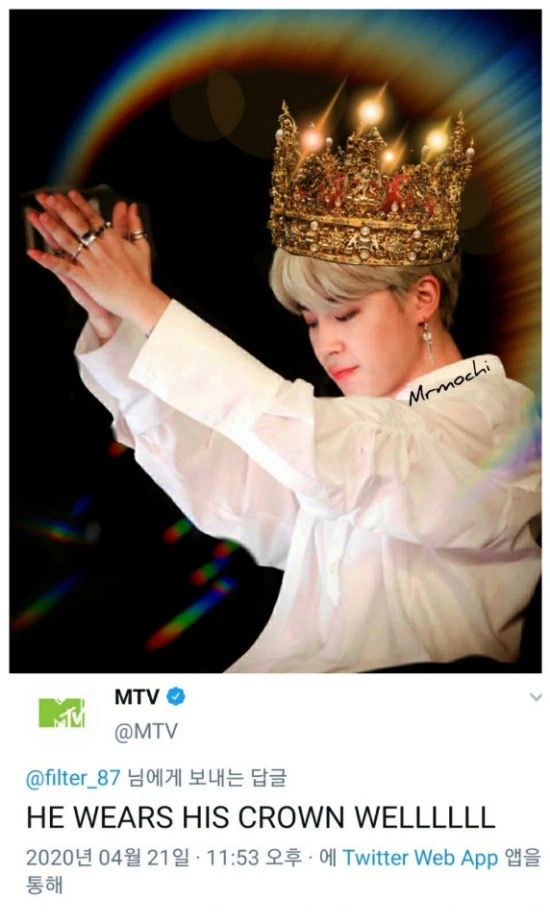 Mrmochi
MTV
MTV
@MTV
@filter_87 님에게 보내는 답글
HE WEARS HIS CROWN WELLLLLL
2020년 04월 21일 · 11:53 오후 · 에 Twitter Web App 앱을
통해